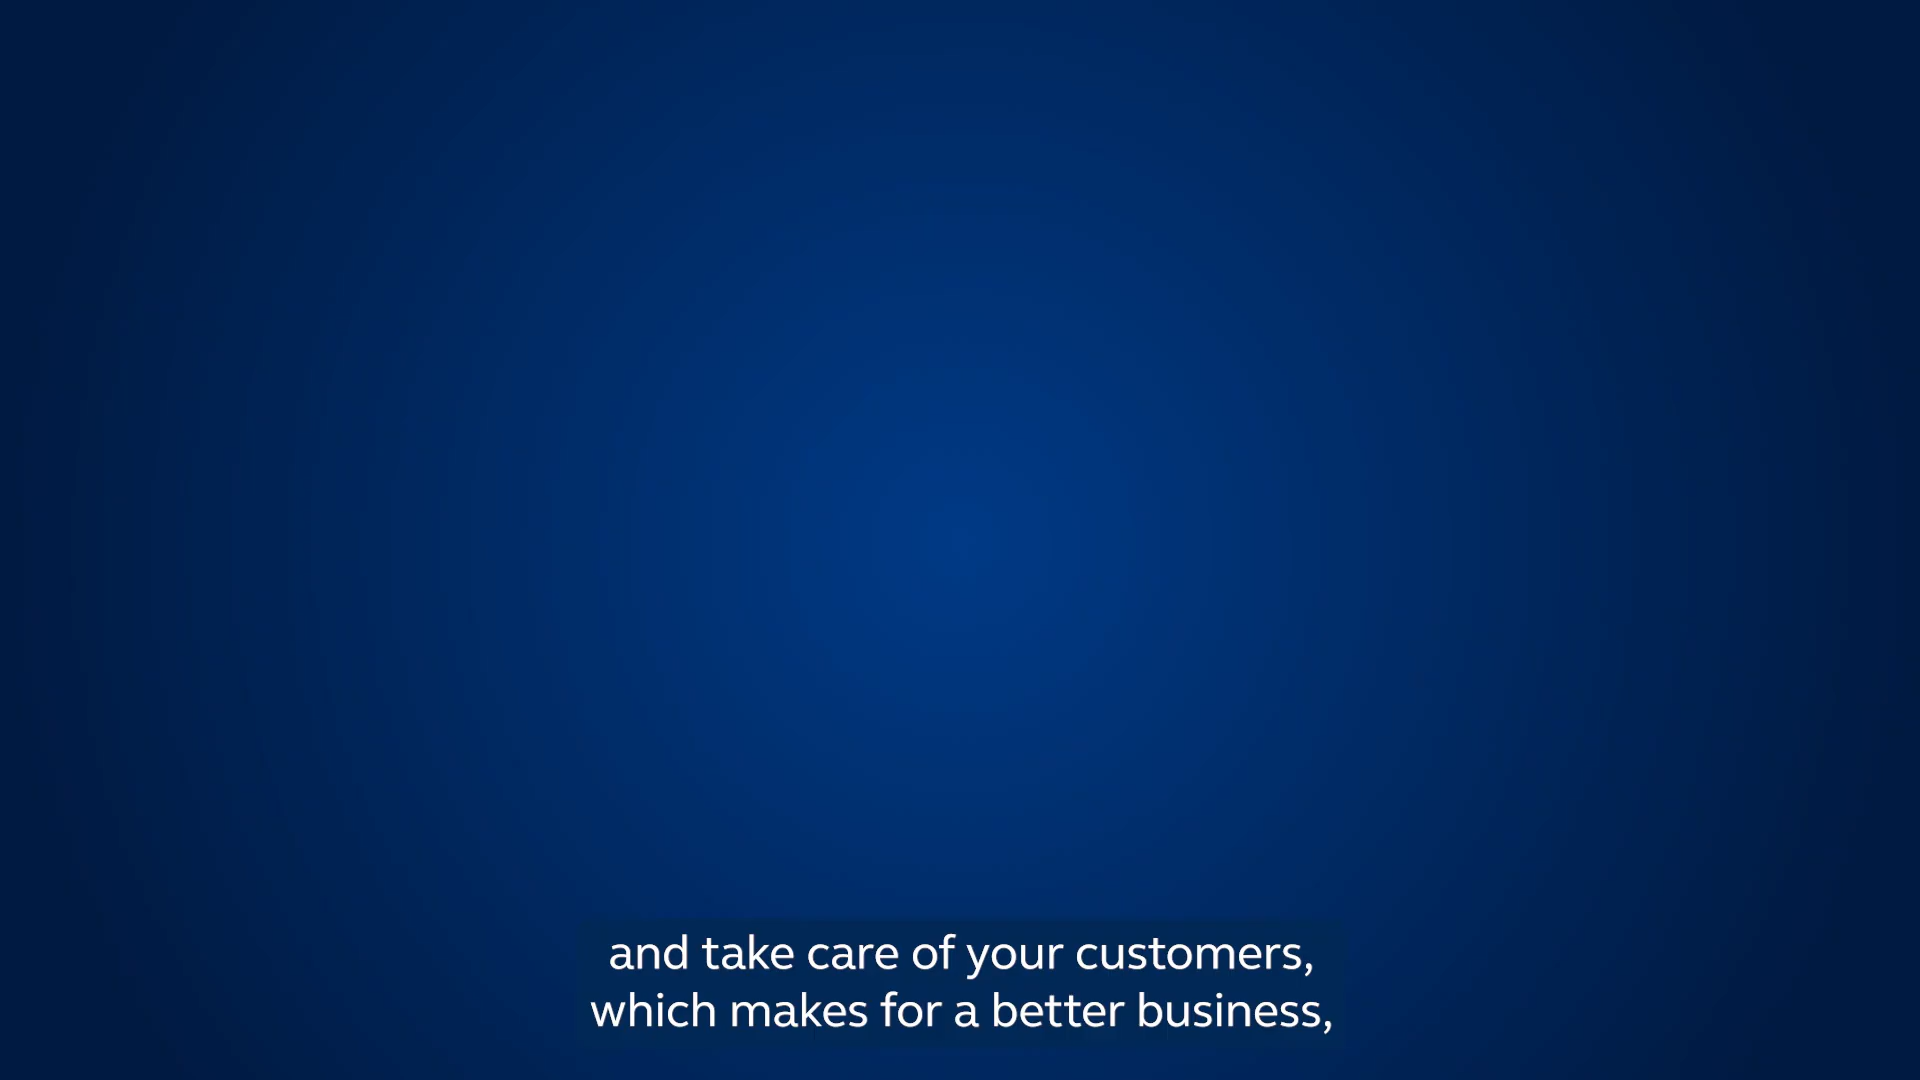 and take care of your customers,
which makes for a better business,